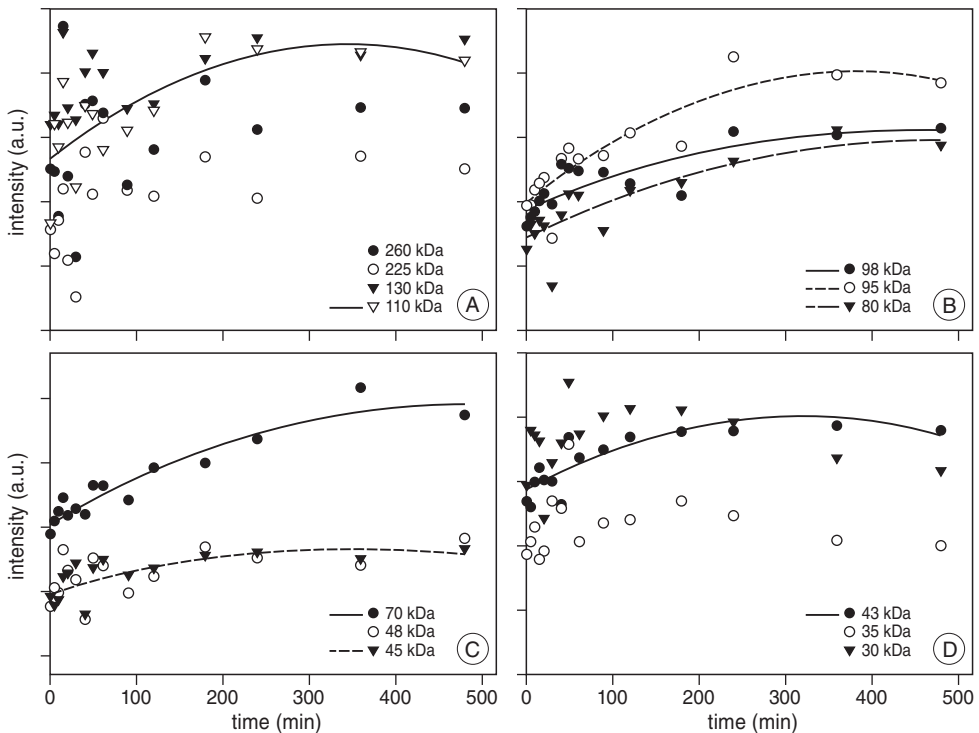 intensity (a.u.)
260 kDa
225 kDa
130 kDa
110 kDa
A
98 kDa
95 kDa
80 kDa
B
intensity (a.u.)
70 kDa
48 kDa
45 kDa
C
0 100 200 300 400 500
time (min)
43 kDa
35 kDa
30 kDa
D
0 100 200 300 400 500
time (min)